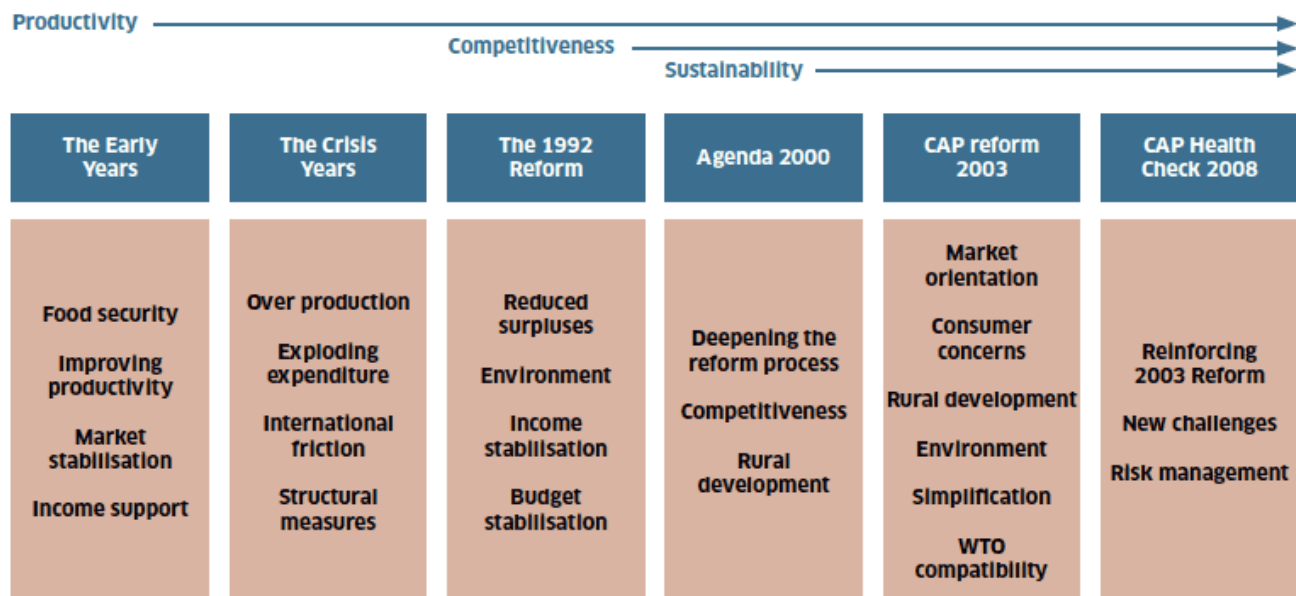 Productivity
Competitiveness
Sustainability
The Early
Years
Food security
Improving
productivity
Market
stabilisation
Income support
The Crisis
Years
Over production
Exploding
expenditure
International
friction
Structural
measures
The 1992
Reform
Reduced
surpluses
Environment
Income
stabilisation
Budget
stabilisation
Agenda 2000
Deepening the
reform process
Competitiveness
Rural
development
CAP reform
2003
Market
orientation
Consumer
concerns
Rural development
Environment
Simplification
WTO
compatibility
CAP Health
Check 2008
Reinforcing
2003 Reform
New challenges
Risk management